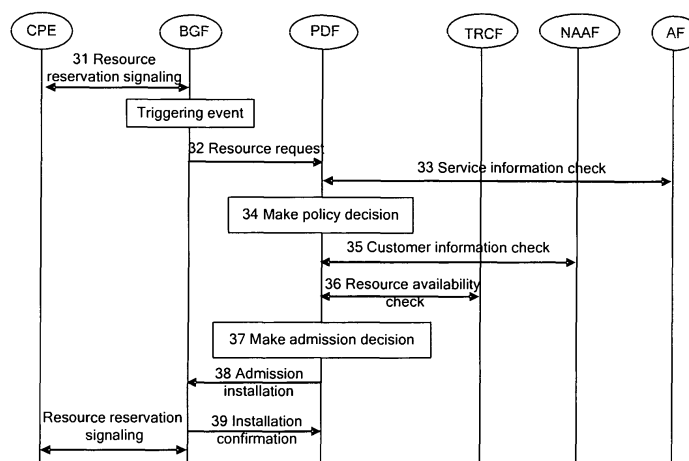 CPE BGF PDF TRCF NAAF AF
31 Resource
reservation signaling
Triggering event
32 Resource request
33 Service information check
34 Make policy decision
35 Customer information check
36 Resource availability
check
37 Make admission decision
38 Admission
installation
Resource reservation
signaling
39 Installation
confirmation